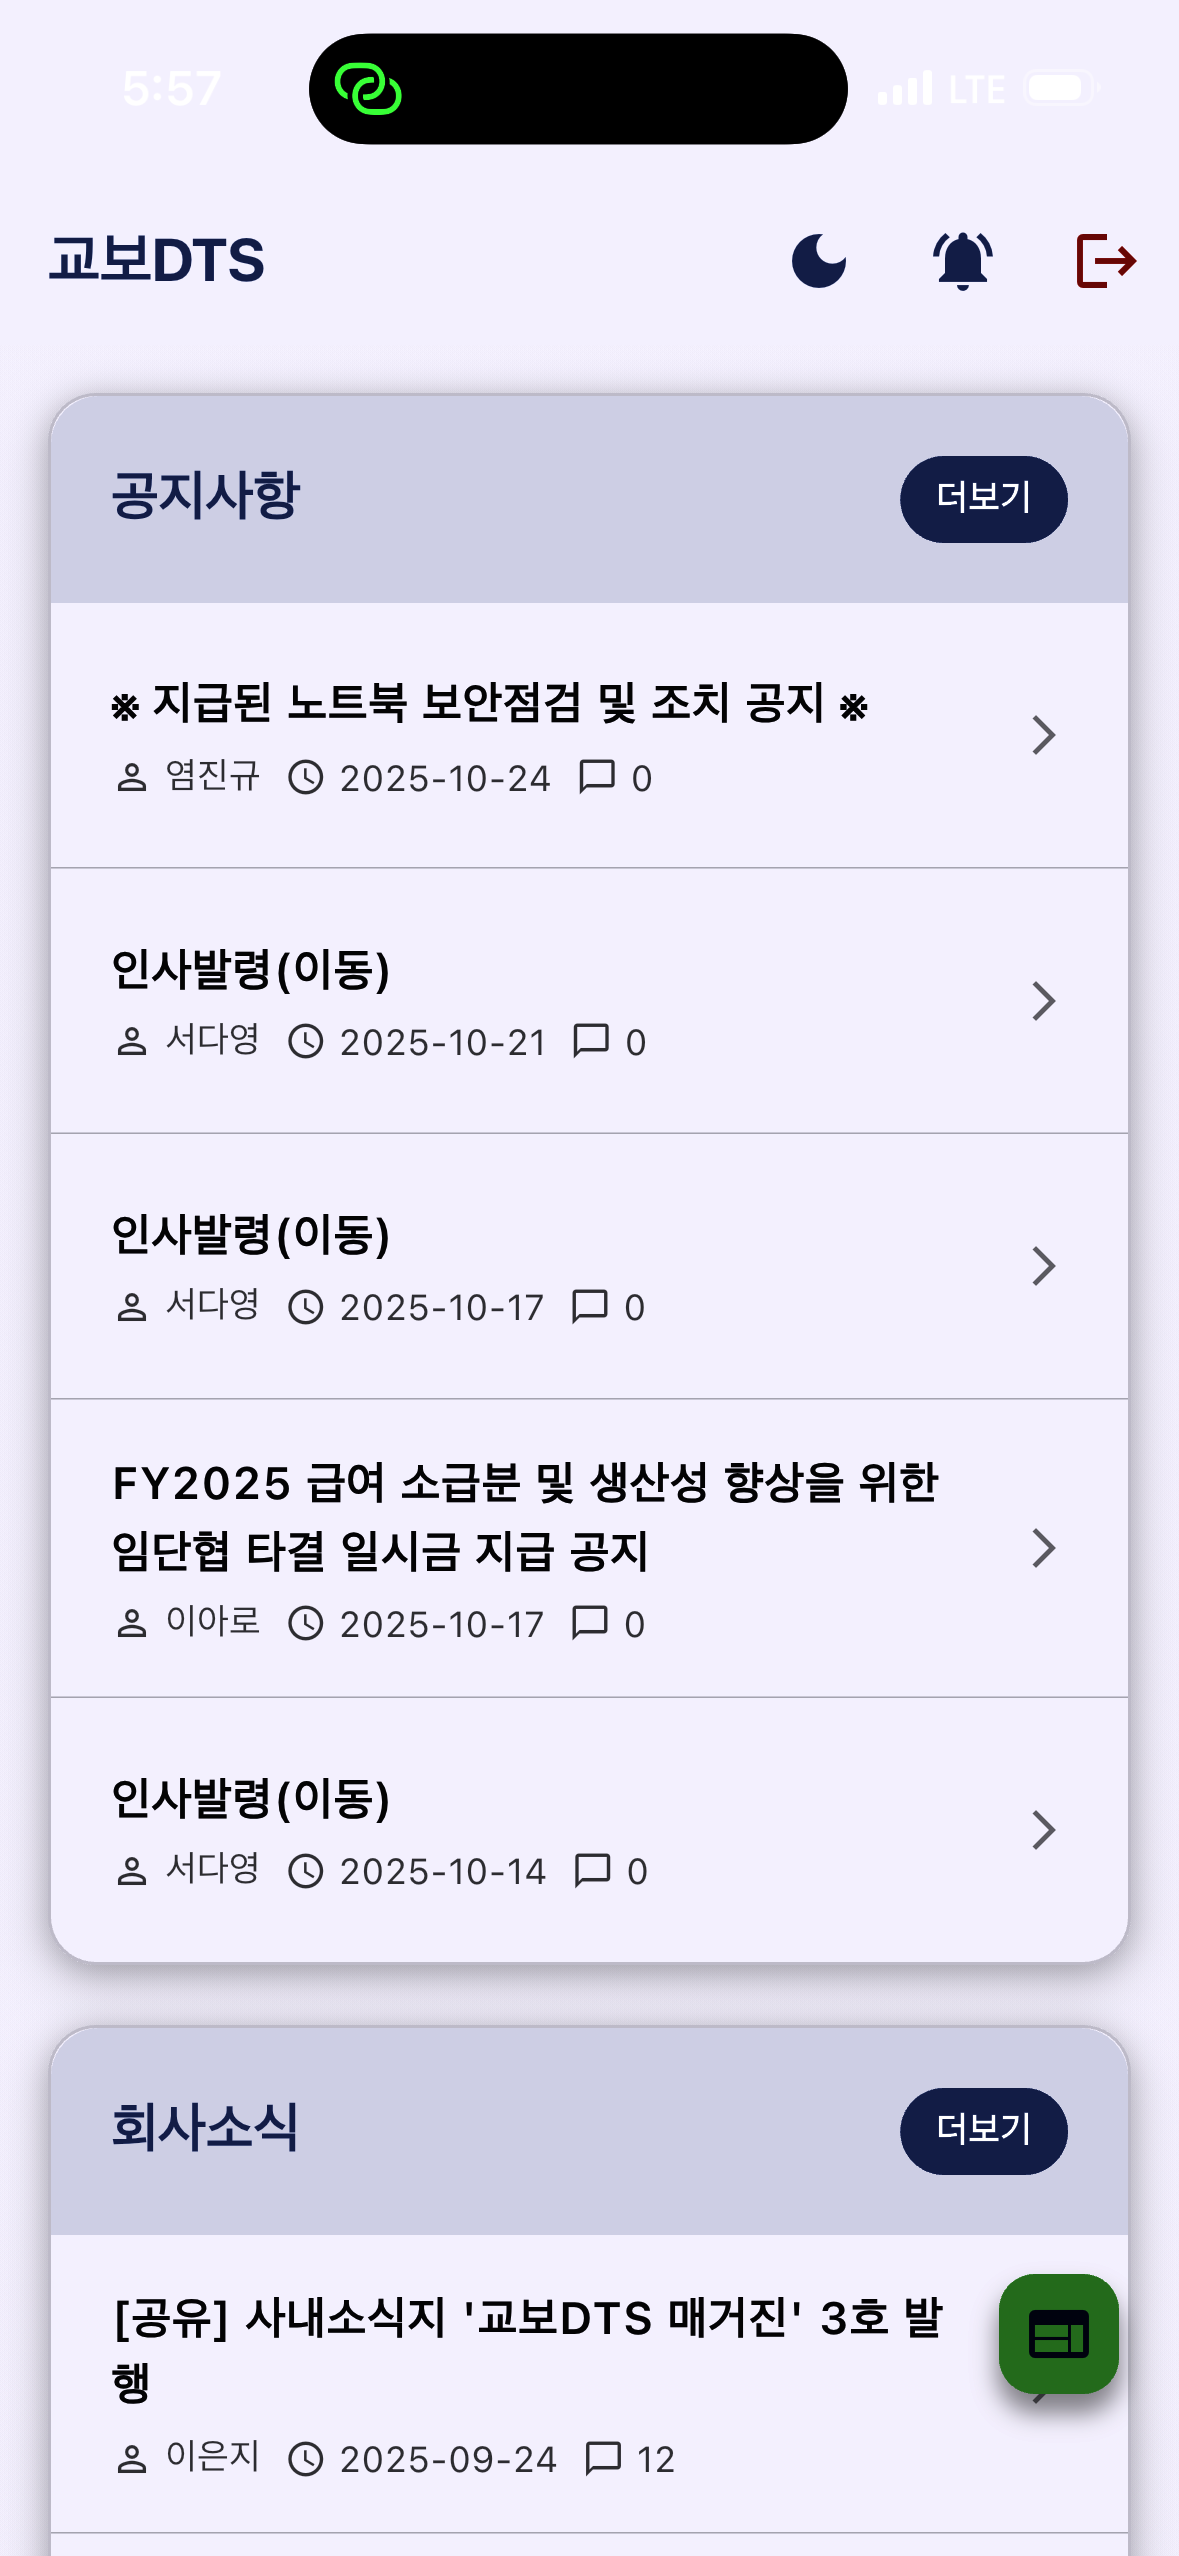 5:57 LTE
교보DTS
공지사항 더보기
※ 지급된 노트북 보안점검 및 조치 공지 ※
염진규 2025-10-24 0
인사발령(이동)
서다영 2025-10-21 0
인사발령(이동)
서다영 2025-10-17 0
FY2025 급여 소급분 및 생산성 향상을 위한
임단협 타결 일시금 지급 공지
이아로 2025-10-17 0
인사발령(이동)
서다영 2025-10-14 0
회사소식 더보기
[공유] 사내소식지 '교보DTS 매거진' 3호 발
행
이은지 2025-09-24 12